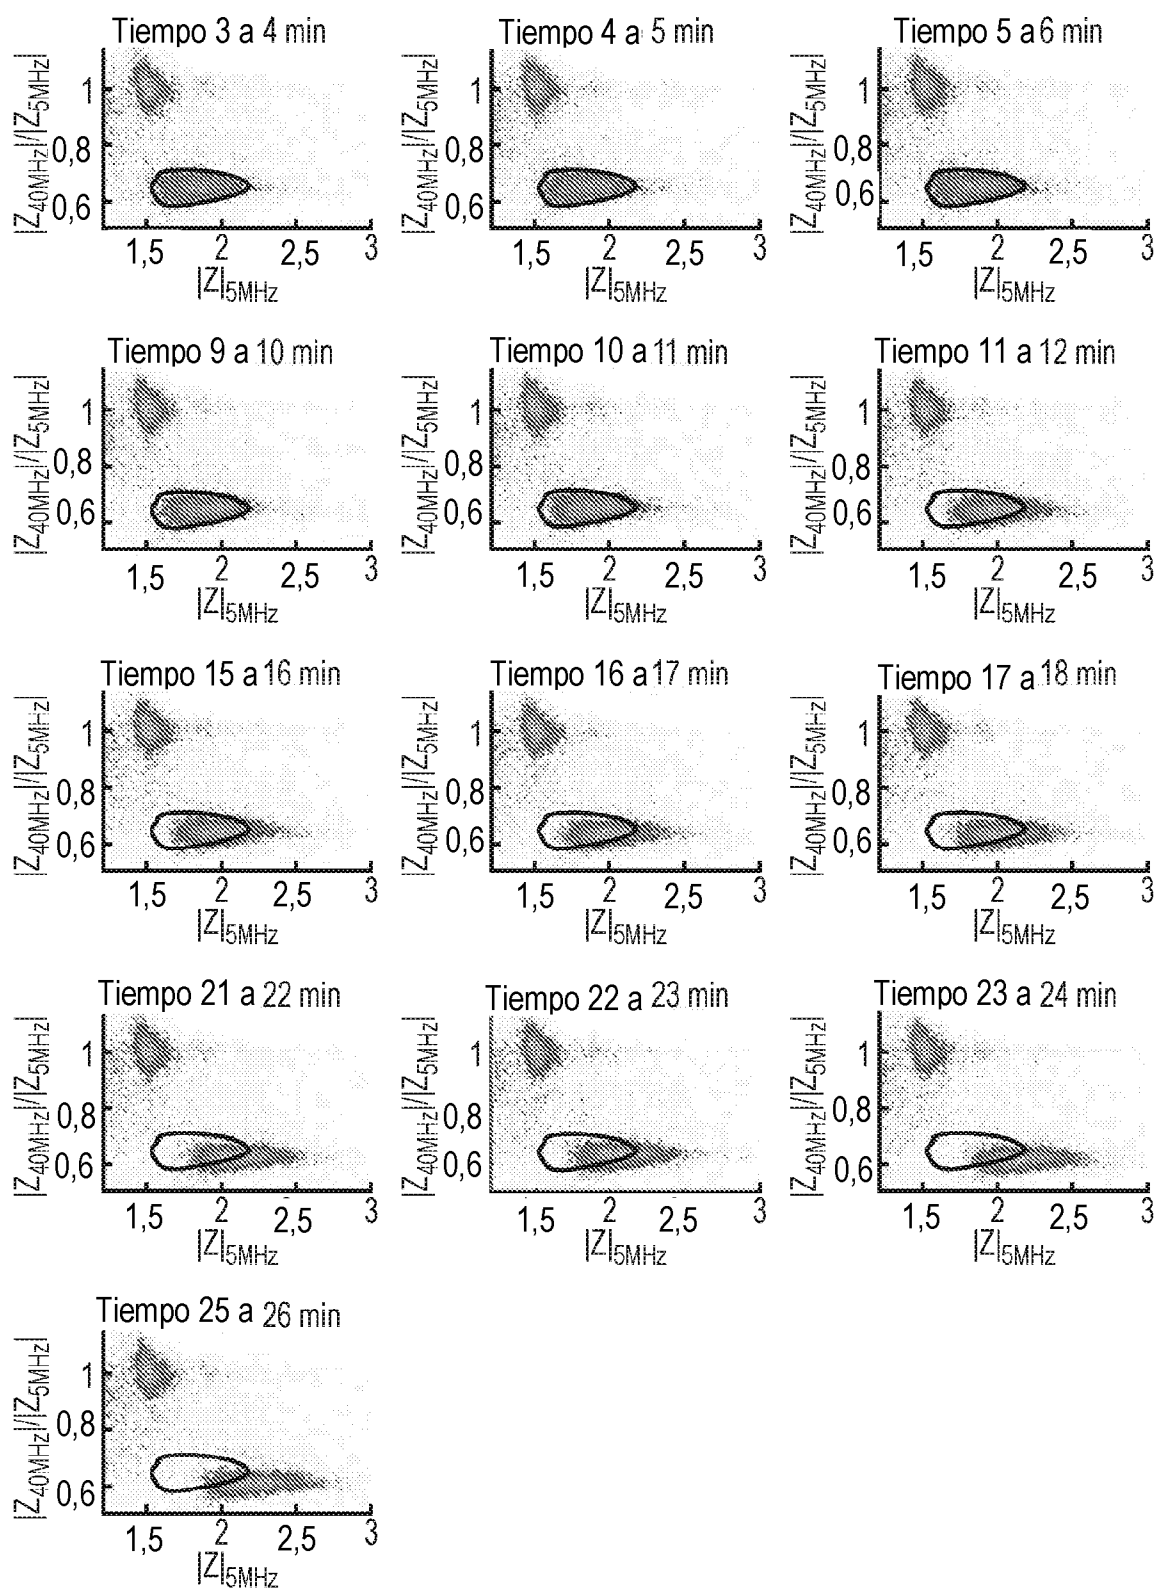 Tiempo 3 a 4 min
Tiempo 4 a 5 min
Tiempo 5 a 6 min
|Z40MHz|/|Z5MHz|
1
0,8
0,6
1,5
2
2,5
3
|Z|5MHz
|Z40MHz|/|Z5MHz|
1
0,8
0,6
1,5
2
2,5
3
|Z|5MHz
|Z40MHz|/|Z5MHz|
1
0,8
0,6
1,5
2
2,5
3
|Z|5MHz
Tiempo 9 a 10 min
Tiempo 10 a 11 min
Tiempo 11 a 12 min
|Z40MHz|/|Z5MHz|
1
0,8
0,6
1,5
2
2,5
3
|Z|5MHz
|Z40MHz|/|Z5MHz|
1
0,8
0,6
1,5
2
2,5
3
|Z|5MHz
|Z40MHz|/|Z5MHz|
1
0,8
0,6
1,5
2
2,5
3
|Z|5MHz
Tiempo 15 a 16 min
Tiempo 16 a 17 min
Tiempo 17 a 18 min
|Z40MHz|/|Z5MHz|
1
0,8
0,6
1,5
2
2,5
3
|Z|5MHz
|Z40MHz|/|Z5MHz|
1
0,8
0,6
1,5
2
2,5
3
|Z|5MHz
|Z40MHz|/|Z5MHz|
1
0,8
0,6
1,5
2
2,5
3
|Z|5MHz
Tiempo 21 a 22 min
Tiempo 22 a 23 min
Tiempo 23 a 24 min
|Z40MHz|/|Z5MHz|
1
0,8
0,6
1,5
2
2,5
3
|Z|5MHz
|Z40MHz|/|Z5MHz|
1
0,8
0,6
1,5
2
2,5
3
|Z|5MHz
|Z40MHz|/|Z5MHz|
1
0,8
0,6
1,5
2
2,5
3
|Z|5MHz
Tiempo 25 a 26 min
|Z40MHz|/|Z5MHz|
1
0,8
0,6
1,5
2
2,5
3
|Z|5MHz